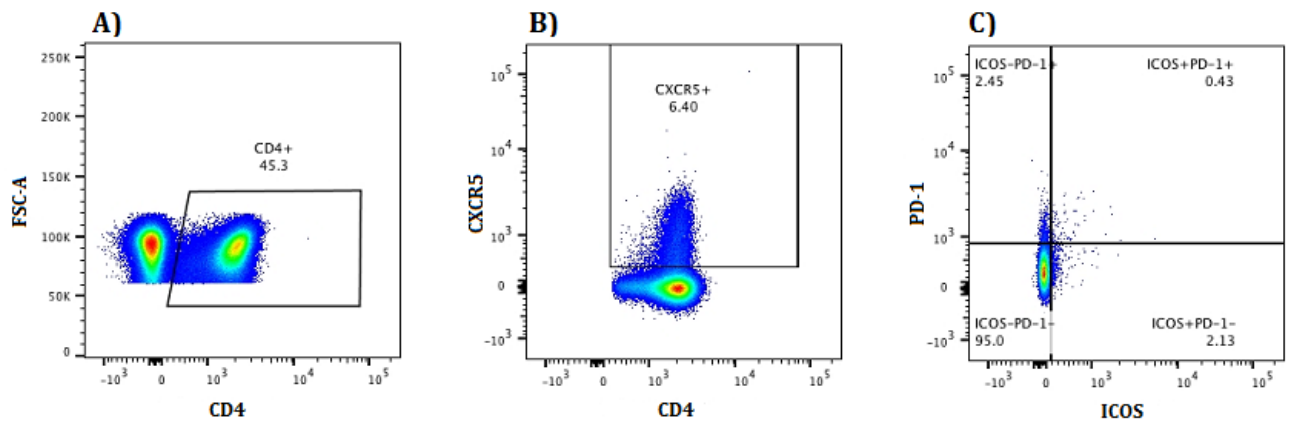 A)
250K
200K
150K
100K
50K
0
FSC-A
CD4+
45.3
-10³ 0 10³ 10⁴ 10⁵
CD4
B)
10⁵
10⁴
10³
0
-10³
CXCR5
CXCR5+
6.40
-10³ 0 10³ 10⁴ 10⁵
CD4
C)
10⁵
10⁴
10³
0
-10³
PD-1
ICOS-PD-1+
2.45
ICOS+PD-1+
0.43
ICOS-PD-1-
95.0
ICOS+PD-1-
2.13
-10³ 0 10³ 10⁴ 10⁵
ICOS